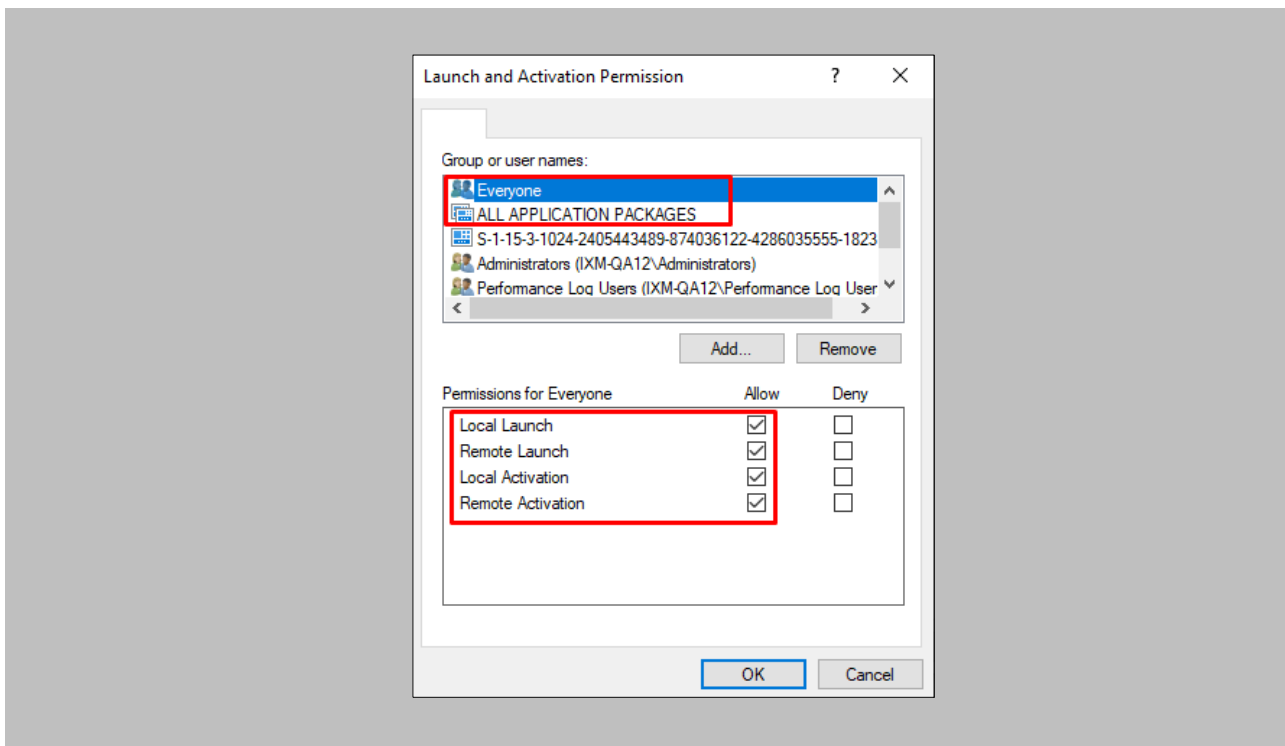 Launch and Activation Permission ?
Group or user names:
Everyone
ALL APPLICATION PACKAGES
S-1-15-3-1024-2405443489-874036122-4286035555-1823
Administrators (IXM-QA12\Administrators)
Performance Log Users (IXM-QA12\Performance Log User
Add... Remove
Permissions for Everyone Allow Deny
Local Launch
Remote Launch
Local Activation
Remote Activation
OK Cancel